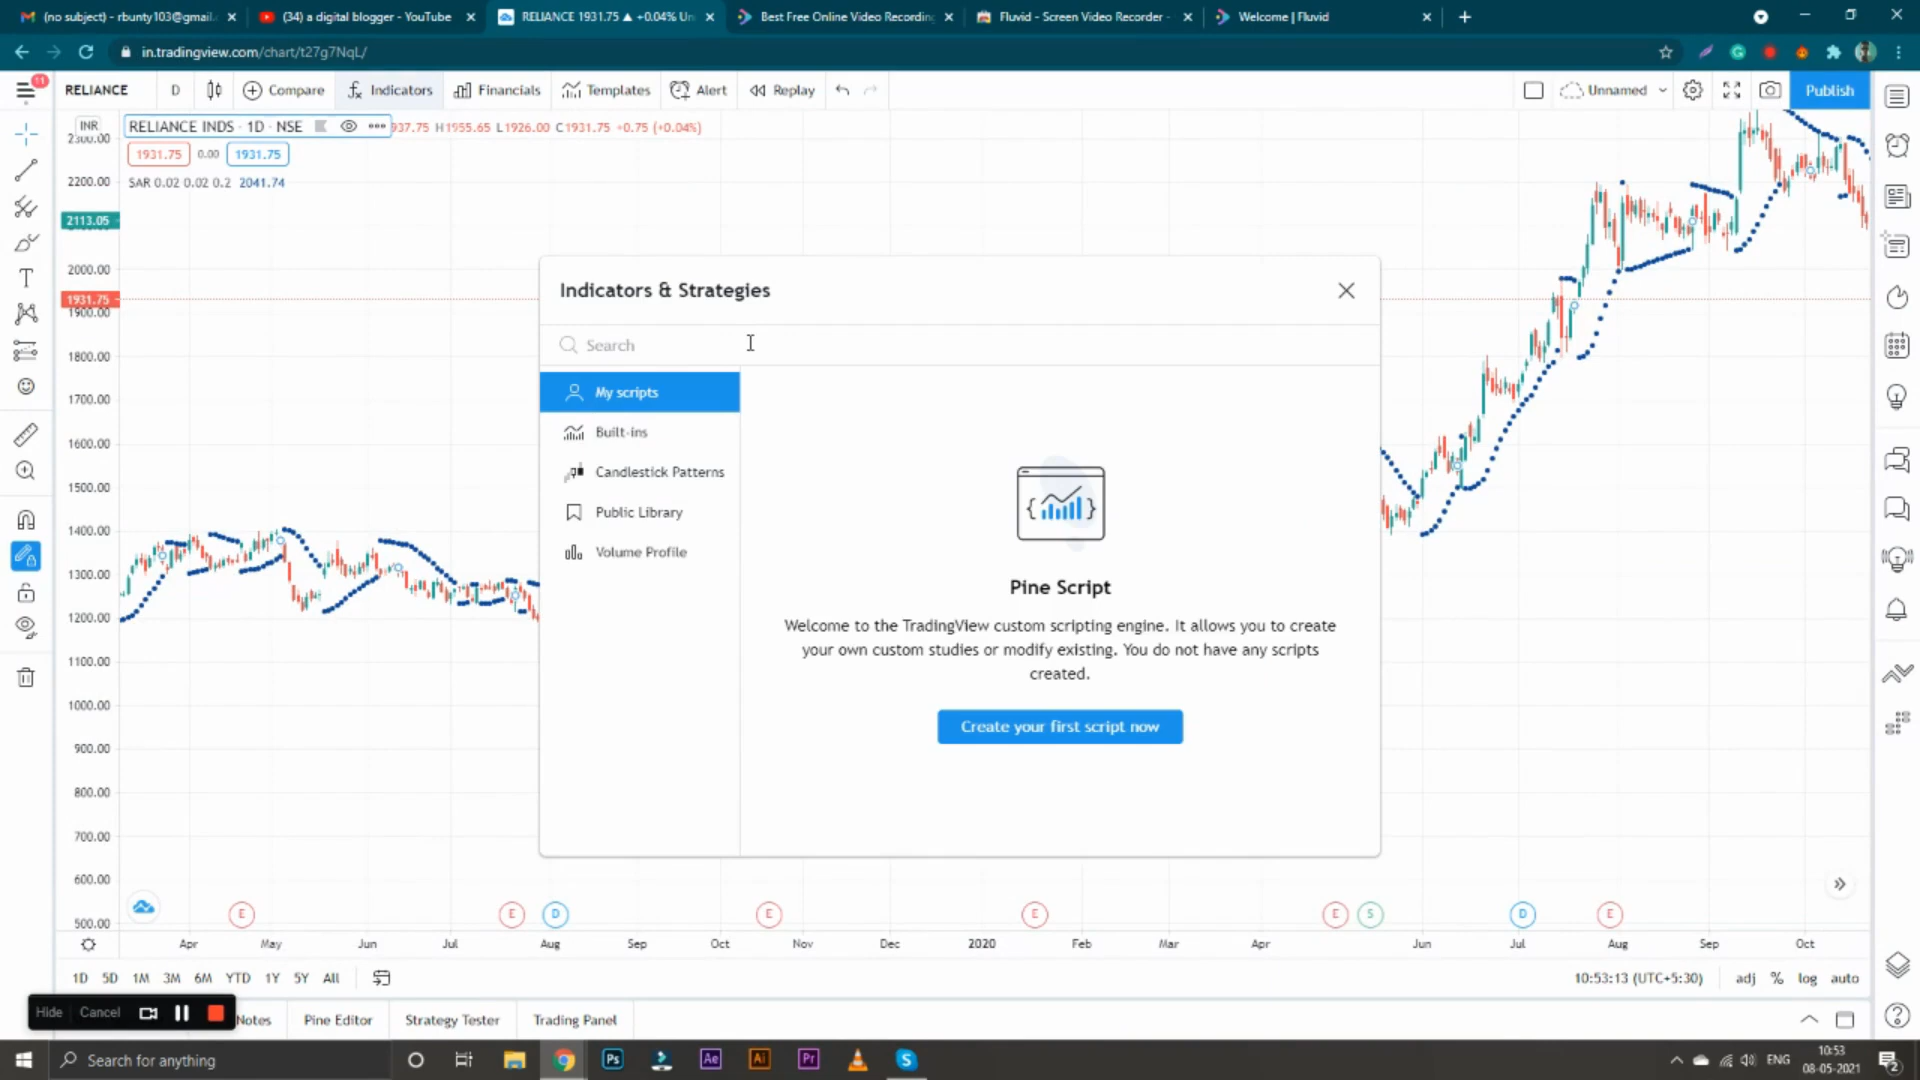 (no subject) - rbunty103@gmail.
(34) a digital blogger - YouTube
RELIANCE 1931.75 ▲ +0.04% Un
Best Free Online Video Recording
Fluvid - Screen Video Recorder -
Welcome | Fluvid
in.tradingview.com/chart/t27g7NqL/
11
RELIANCE
D
Compare
Indicators
Financials
Templates
Alert
Replay
Unnamed
Publish
INR
RELIANCE INDS · 1D · NSE
937.75 H1955.65 L1926.00 C1931.75 +0.75 (+0.04%)
1931.75 0.00 1931.75
SAR 0.02 0.02 0.2 2041.74
2300.00
2200.00
2113.05
2000.00
1931.75
1900.00
1800.00
1700.00
1600.00
1500.00
1400.00
1300.00
1200.00
1100.00
1000.00
900.00
800.00
700.00
600.00
500.00
Indicators & Strategies
Search
My scripts
Built-ins
Candlestick Patterns
Public Library
Volume Profile
Pine Script
Welcome to the TradingView custom scripting engine. It allows you to create
your own custom studies or modify existing. You do not have any scripts
created.
Create your first script now
E E D E E E S D E
Apr May Jun Jul Aug Sep Oct Nov Dec 2020 Feb Mar Apr Jun Jul Aug Sep Oct
1D 5D 1M 3M 6M YTD 1Y 5Y All
10:53:13 (UTC+5:30) adj % log auto
Hide Cancel
Notes Pine Editor Strategy Tester Trading Panel
Search for anything
Ps Ae Ai Pr
ENG
10:53
08-05-2021
2